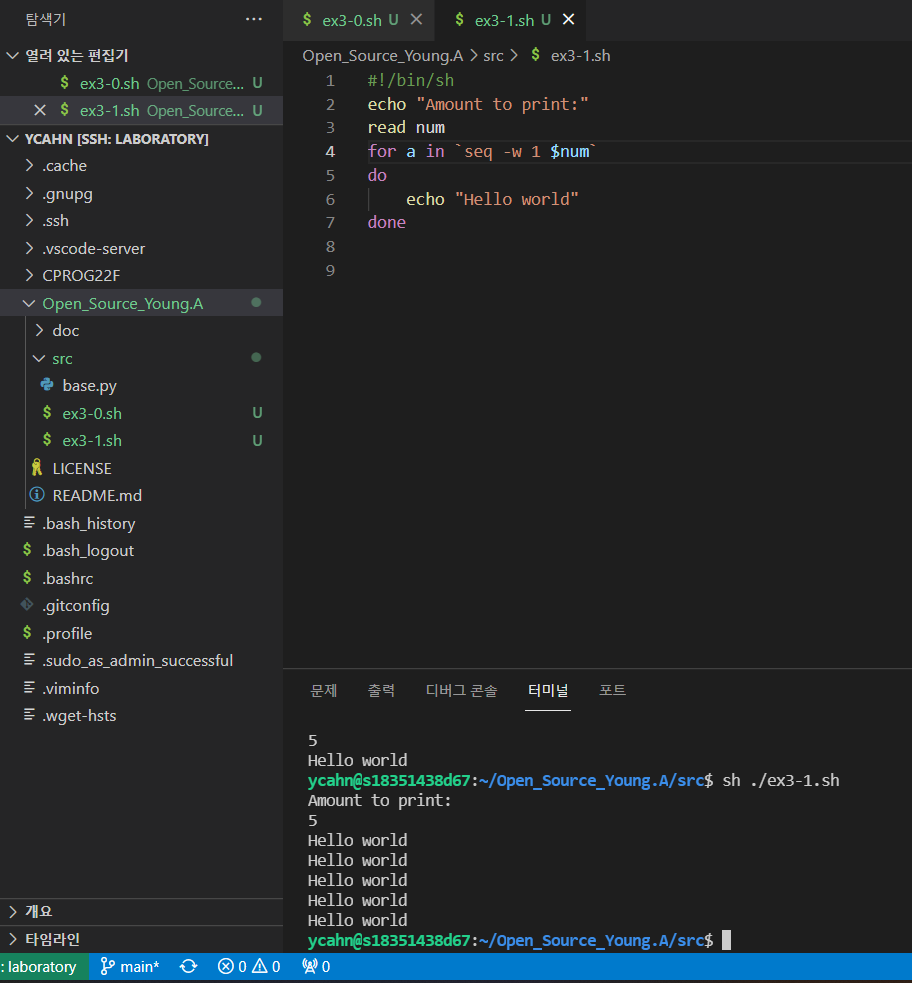 탐색기 ···
열려 있는 편집기
$ ex3-0.sh Open_Source... U
× $ ex3-1.sh Open_Source... U
YCAHN [SSH: LABORATORY]
.cache
.gnupg
.ssh
.vscode-server
CPROG22F
Open_Source_Young.A
doc
src
base.py
$ ex3-0.sh U
$ ex3-1.sh U
LICENSE
README.md
.bash_history
$ .bash_logout
$ .bashrc
.gitconfig
$ .profile
.sudo_as_admin_successful
.viminfo
.wget-hsts
개요
타임라인
$ ex3-0.sh U × $ ex3-1.sh U ×
Open_Source_Young.A > src > $ ex3-1.sh
1 #!/bin/sh
2 echo "Amount to print:"
3 read num
4 for a in `seq -w 1 $num`
5 do
6 echo "Hello world"
7 done
8
9
문제 출력 디버그 콘솔 터미널 포트
5
Hello world
ycahn@s18351438d67:~/Open_Source_Young.A/src$ sh ./ex3-1.sh
Amount to print:
5
Hello world
Hello world
Hello world
Hello world
Hello world
ycahn@s18351438d67:~/Open_Source_Young.A/src$
: laboratory main* 0 0 0